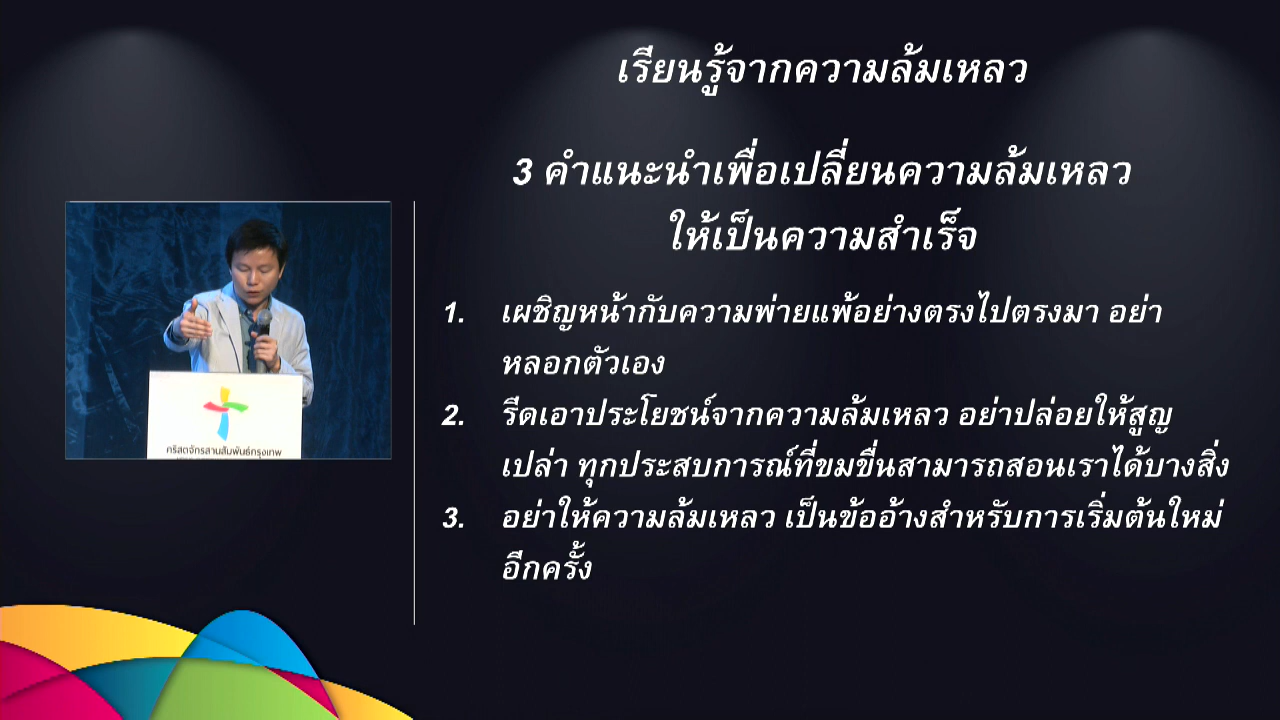 เรียนรู้จากความล้มเหลว
3 คำแนะนำเพื่อเปลี่ยนความล้มเหลว
ให้เป็นความสำเร็จ
1. เผชิญหน้ากับความพ่ายแพ้อย่างตรงไปตรงมา อย่า
หลอกตัวเอง
2. รีดเอาประโยชน์จากความล้มเหลว อย่าปล่อยให้สูญ
เปล่า ทุกประสบการณ์ที่ขมขื่นสามารถสอนเราได้บางสิ่ง
3. อย่าให้ความล้มเหลว เป็นข้ออ้างสำหรับการเริ่มต้นใหม่
อีกครั้ง
คริสตจักรสานสัมพันธ์กรุงเทพ